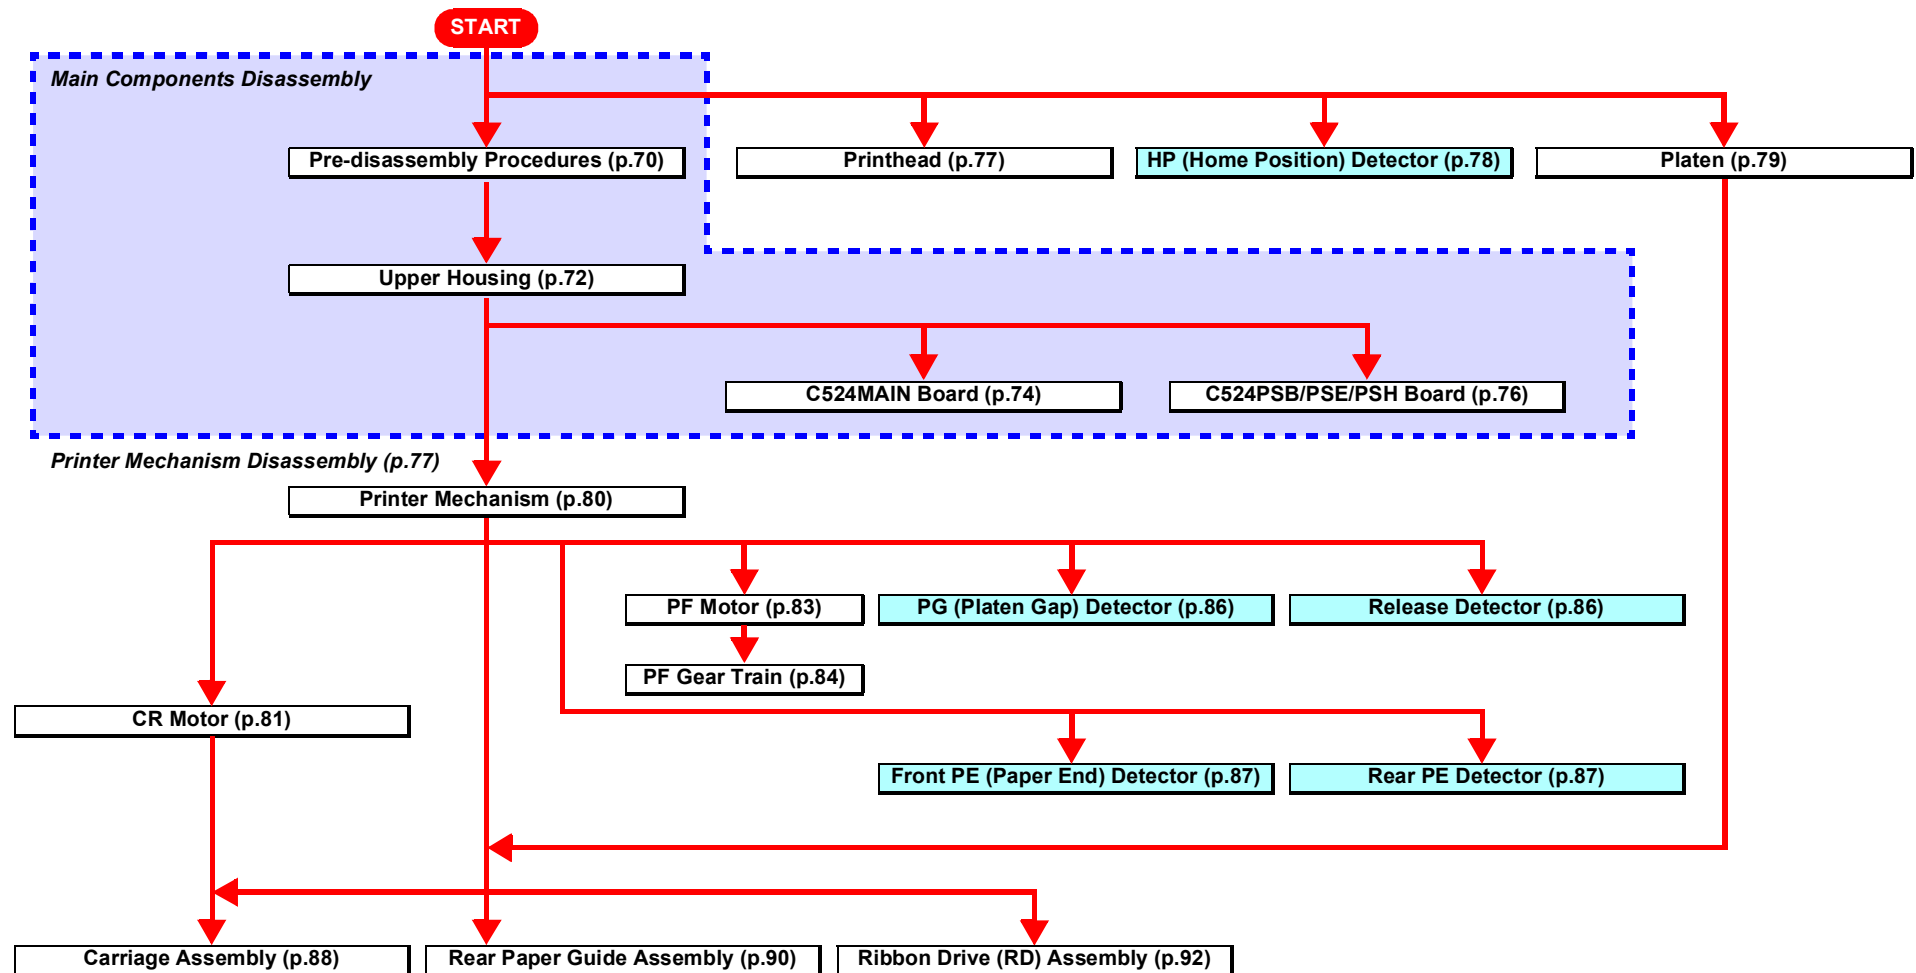 START
Main Components Disassembly
Pre-disassembly Procedures (p.70)
Printhead (p.77)
HP (Home Position) Detector (p.78)
Platen (p.79)
Upper Housing (p.72)
C524MAIN Board (p.74)
C524PSB/PSE/PSH Board (p.76)
Printer Mechanism Disassembly (p.77)
Printer Mechanism (p.80)
PF Motor (p.83)
PG (Platen Gap) Detector (p.86)
Release Detector (p.86)
PF Gear Train (p.84)
CR Motor (p.81)
Front PE (Paper End) Detector (p.87)
Rear PE Detector (p.87)
Carriage Assembly (p.88)
Rear Paper Guide Assembly (p.90)
Ribbon Drive (RD) Assembly (p.92)